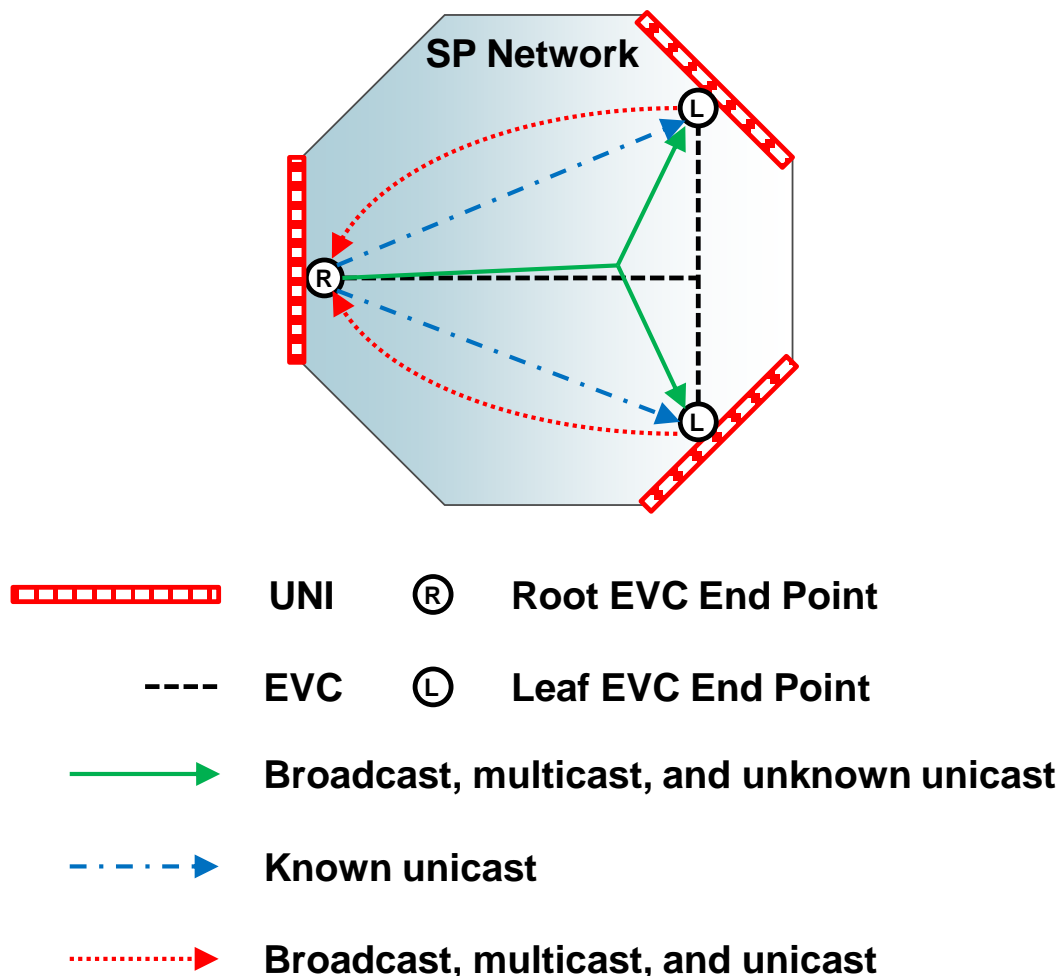 SP Network
L
R
L
UNI R Root EVC End Point
EVC L Leaf EVC End Point
Broadcast, multicast, and unknown unicast
Known unicast
Broadcast, multicast, and unicast